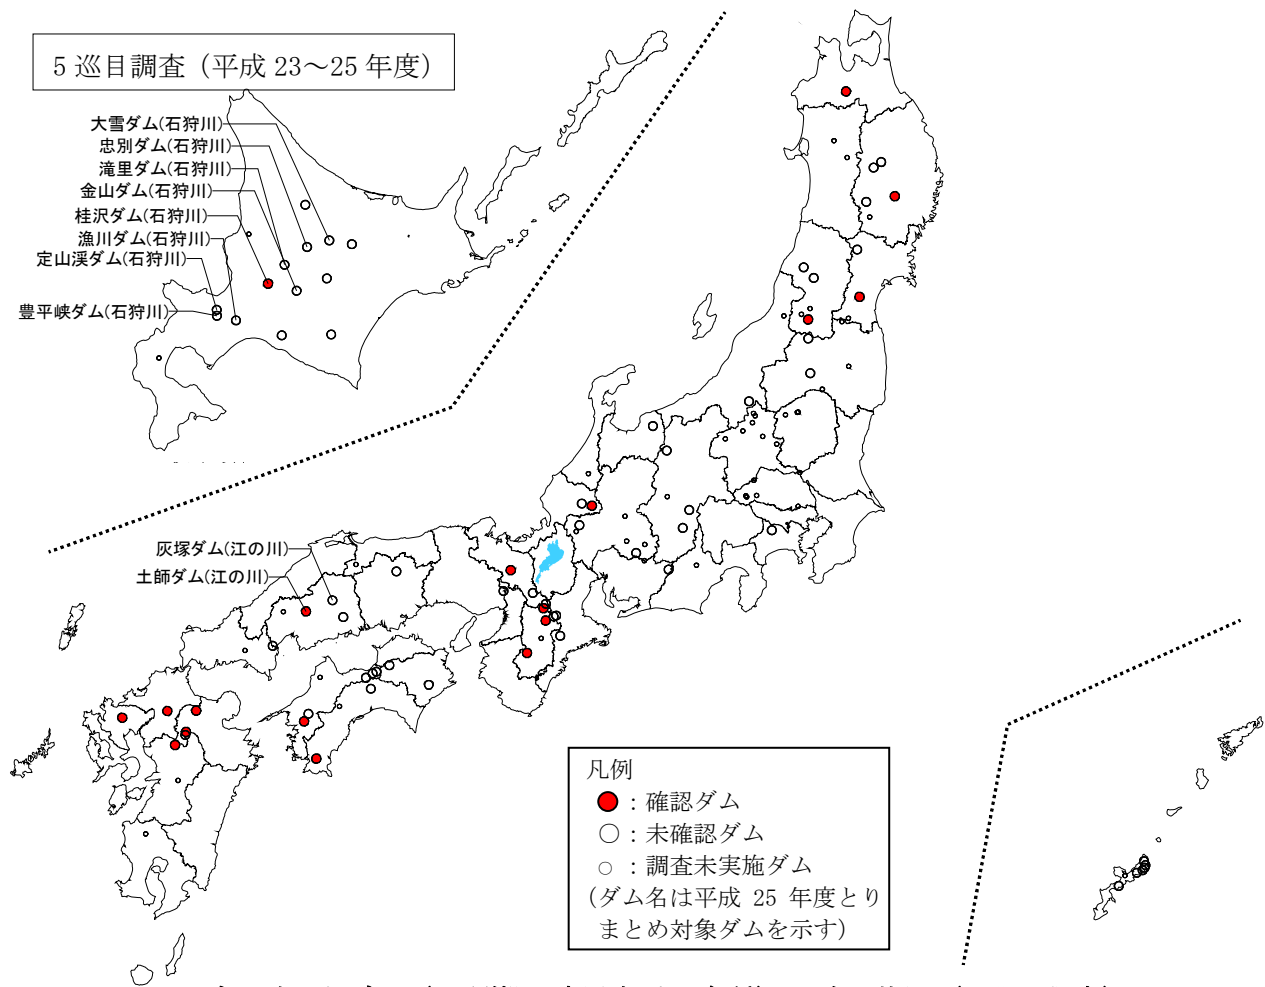 5 巡目調査（平成 23～25 年度）
大雪ダム(石狩川)
忠別ダム(石狩川)
滝里ダム(石狩川)
金山ダム(石狩川)
桂沢ダム(石狩川)
漁川ダム(石狩川)
定山渓ダム(石狩川)
豊平峡ダム(石狩川)
灰塚ダム(江の川)
土師ダム(江の川)
凡例
：確認ダム
：未確認ダム
：調査未実施ダム
（ダム名は平成 25 年度とり
まとめ対象ダムを示す）